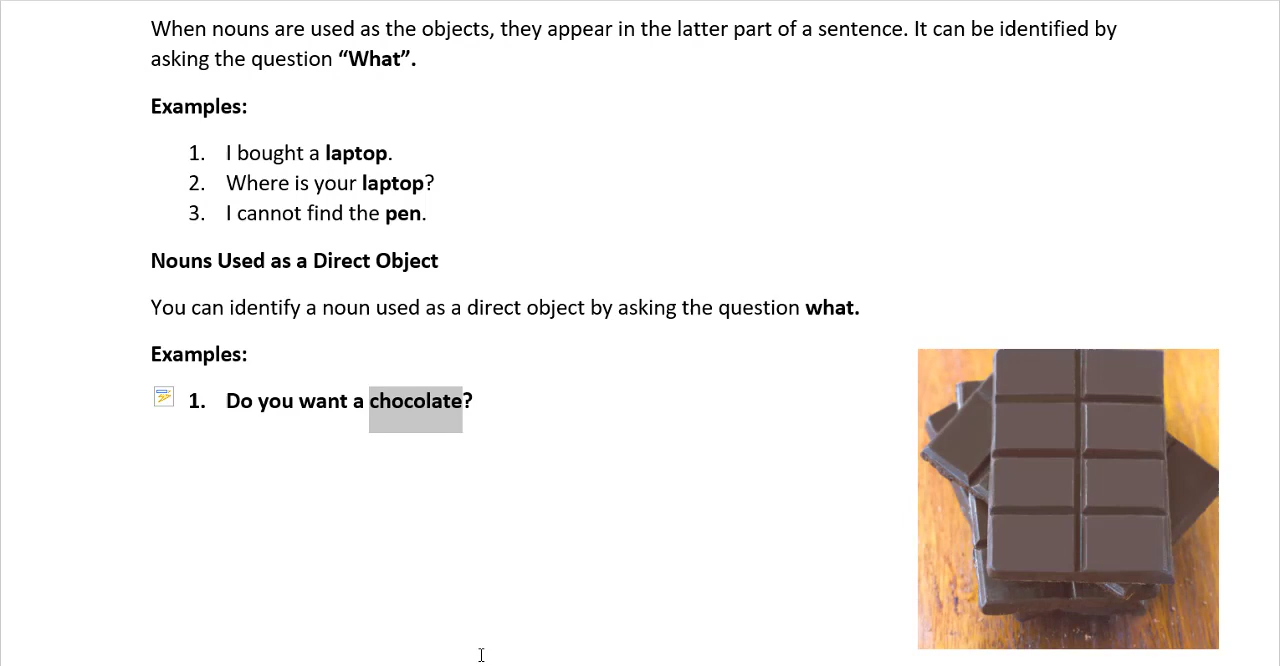 When nouns are used as the objects, they appear in the latter part of a sentence. It can be identified by
asking the question “What”.
Examples:
1. I bought a laptop.
2. Where is your laptop?
3. I cannot find the pen.
Nouns Used as a Direct Object
You can identify a noun used as a direct object by asking the question what.
Examples:
1. Do you want a chocolate?